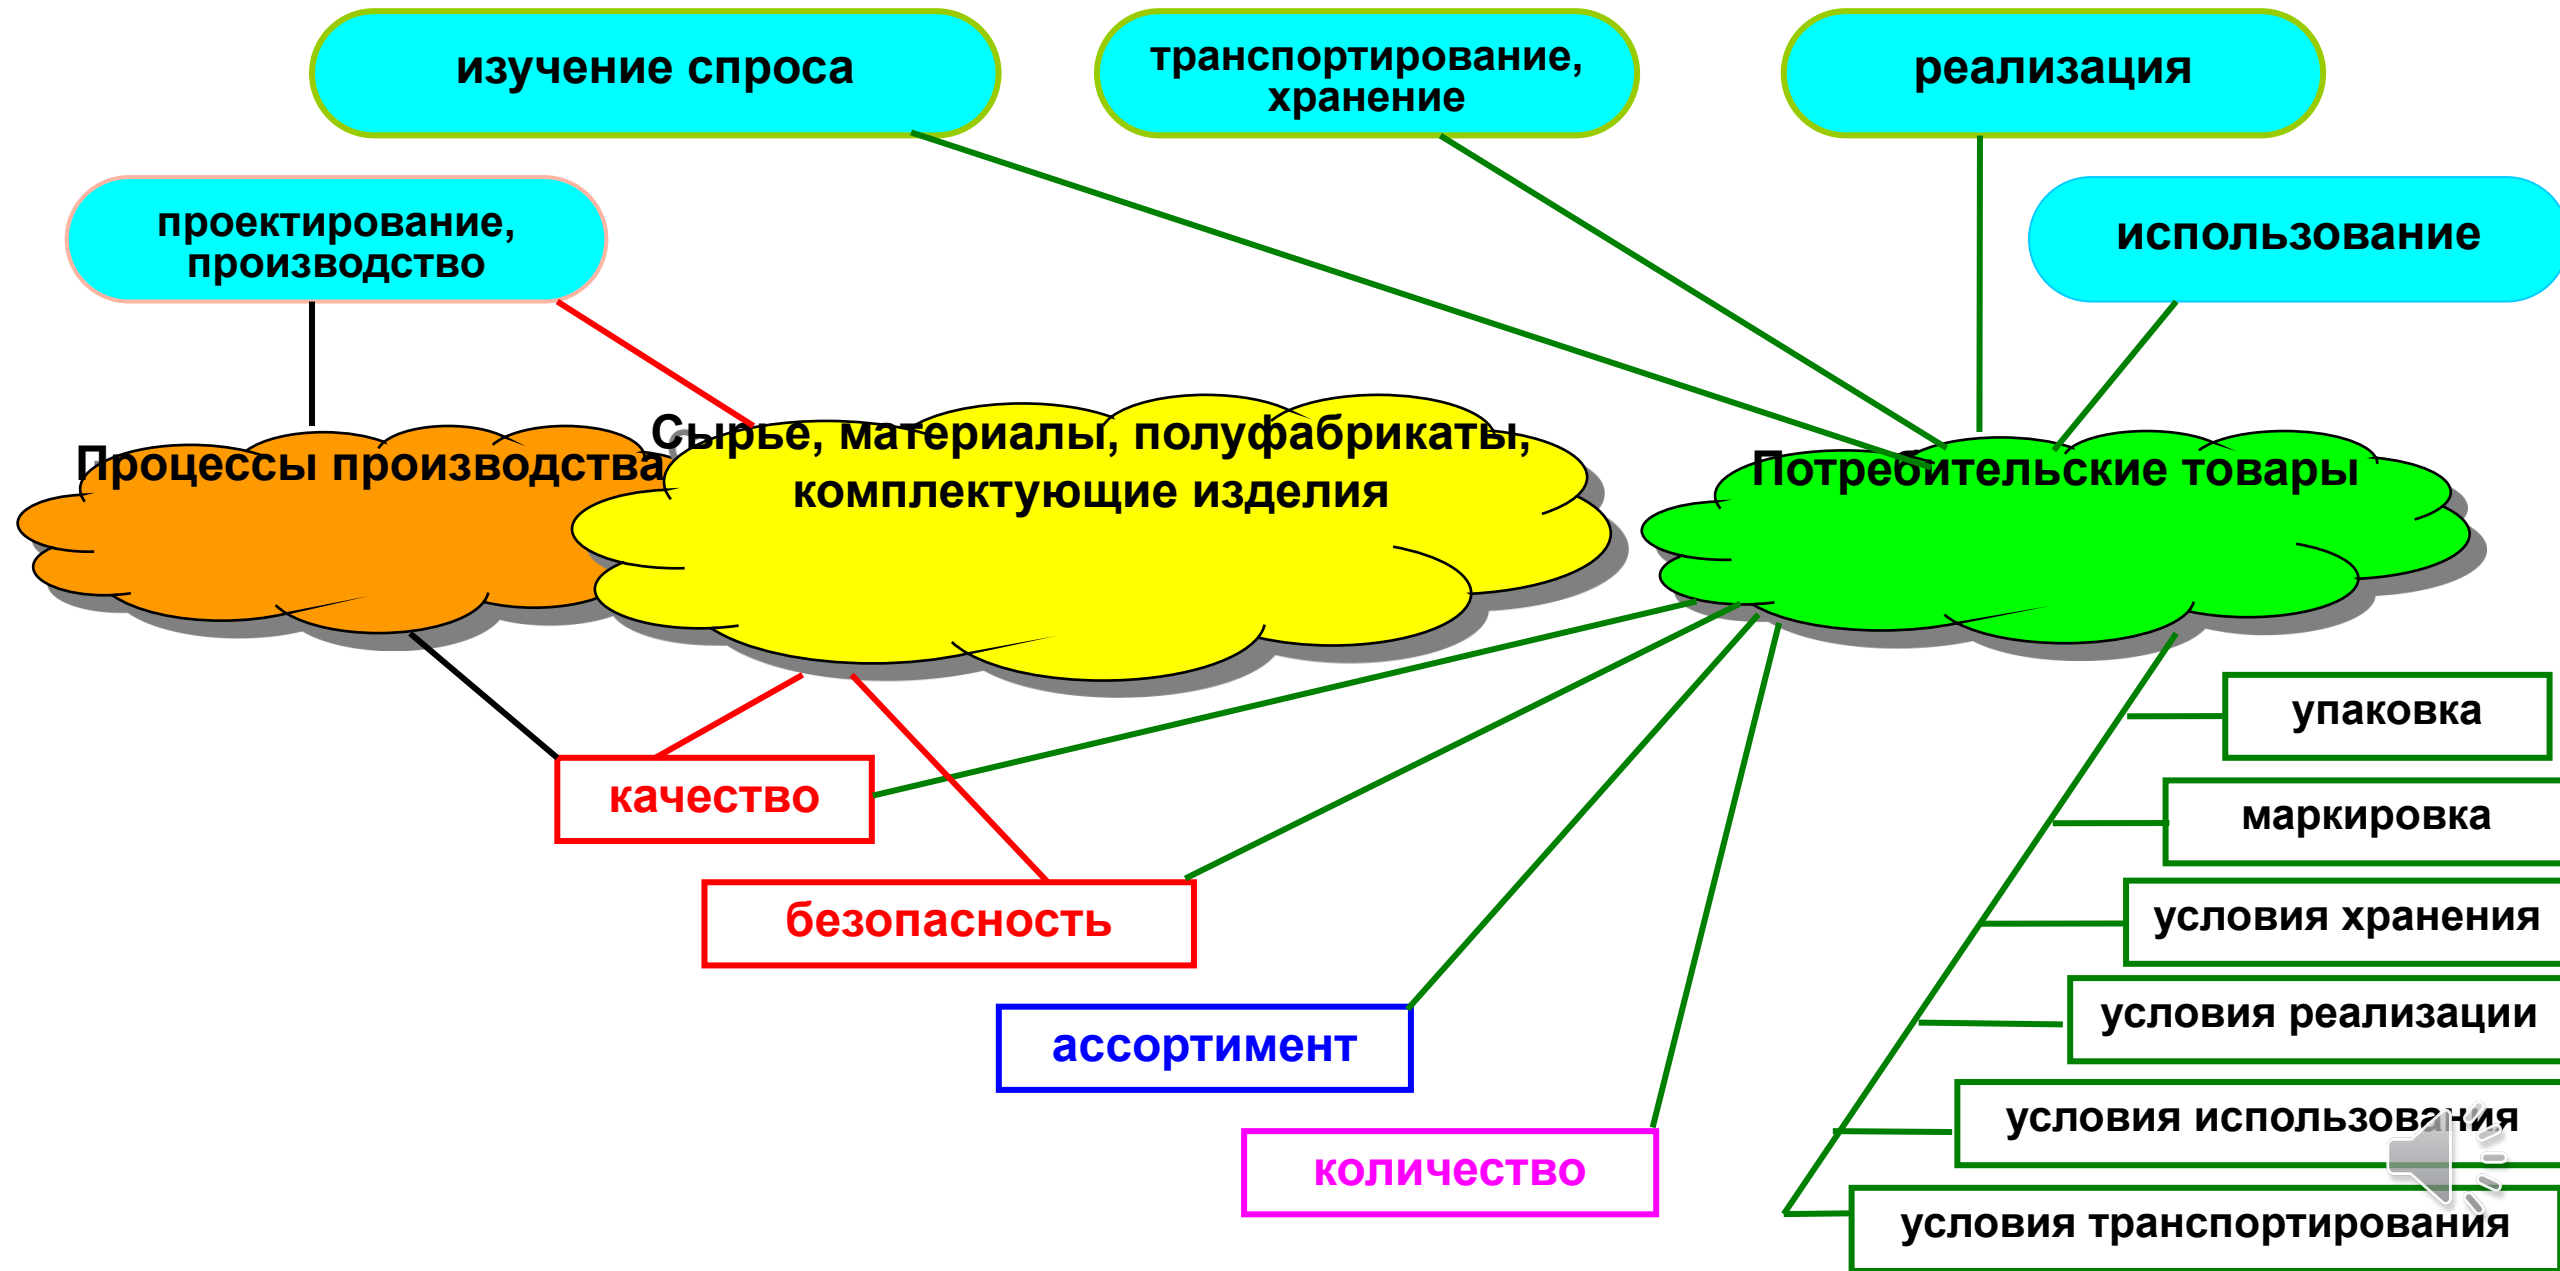 изучение спроса
транспортирование,
хранение
реализация
проектирование,
производство
использование
Процессы производства
Сырье, материалы, полуфабрикаты,
комплектующие изделия
Потребительские товары
упаковка
качество
маркировка
безопасность
условия хранения
условия реализации
ассортимент
условия использования
количество
условия транспортирования